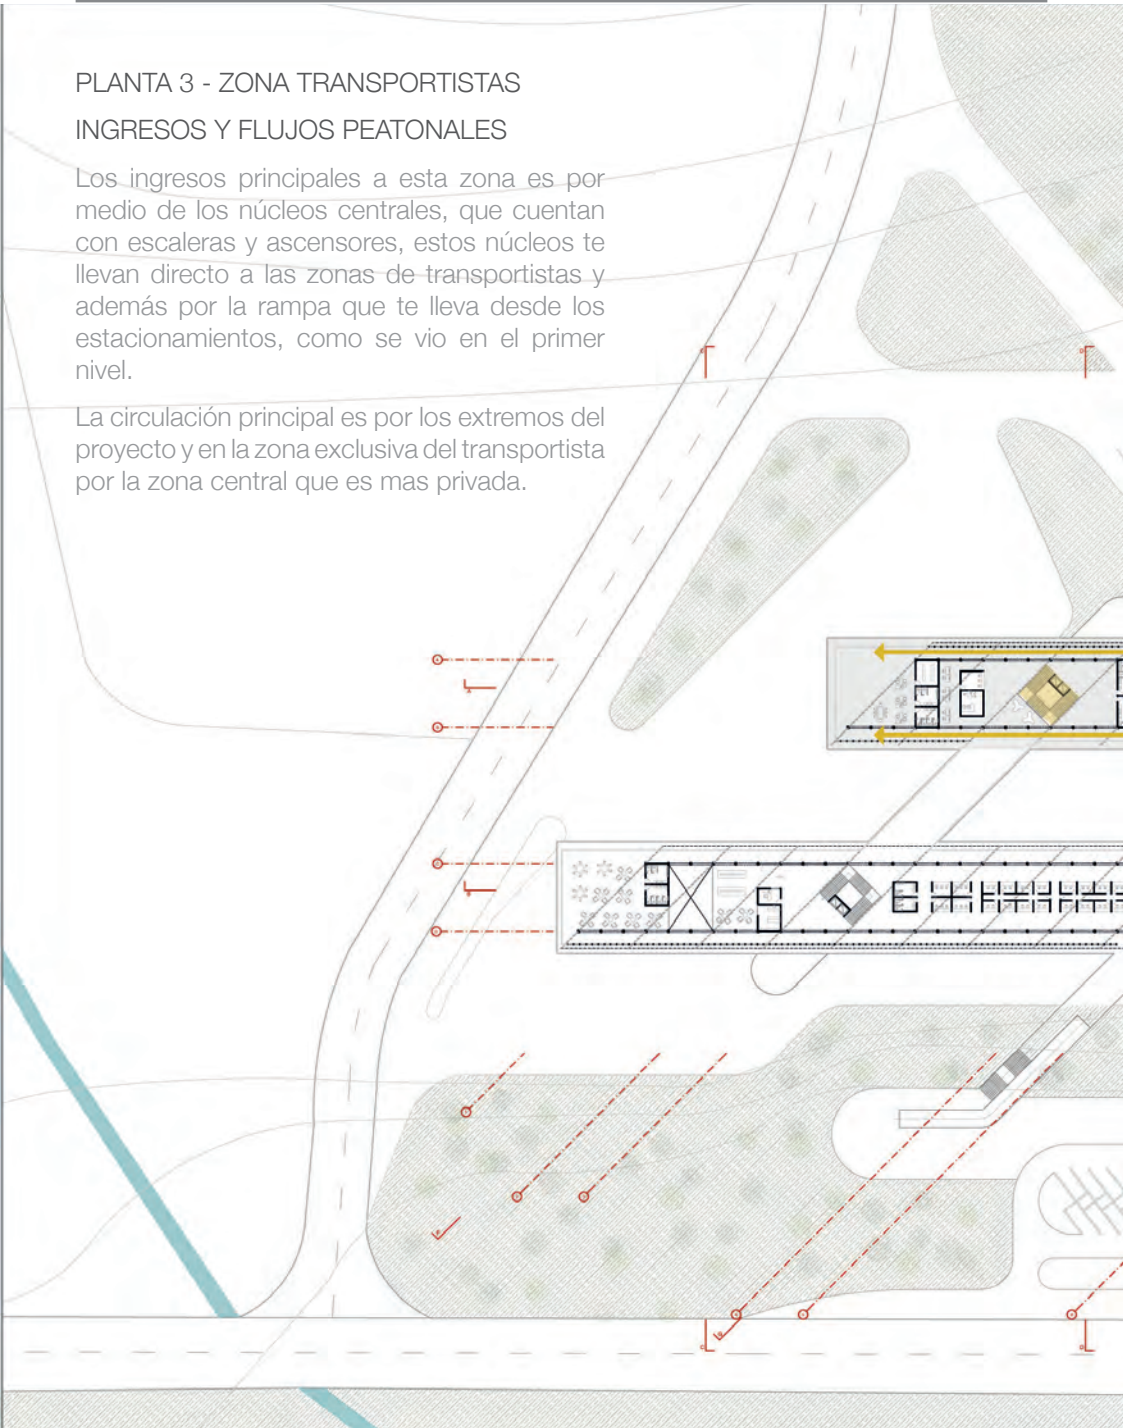 PLANTA 3 - ZONA TRANSPORTISTAS
INGRESOS Y FLUJOS PEATONALES
Los ingresos principales a esta zona es por
medio de los núcleos centrales, que cuentan
con escaleras y ascensores, estos núcleos te
llevan directo a las zonas de transportistas y
además por la rampa que te lleva desde los
estacionamientos, como se vio en el primer
nivel.
La circulación principal es por los extremos del
proyecto y en la zona exclusiva del transportista
por la zona central que es mas privada.